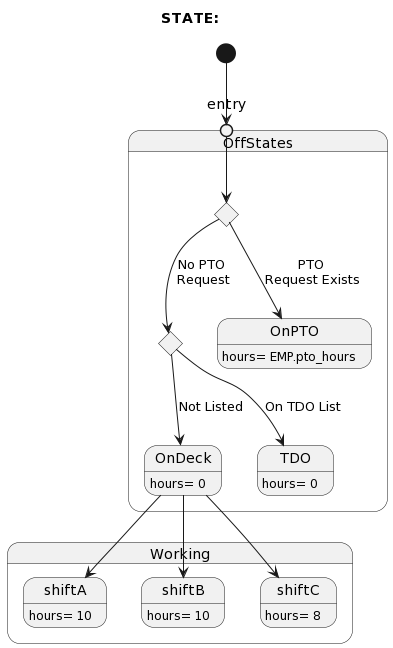 STATE:
entry
OffStates
No PTO
Request
PTO
Request Exists
OnPTO
hours= EMP.pto_hours
Not Listed
On TDO List
OnDeck
hours= 0
TDO
hours= 0
Working
shiftA
hours= 10
shiftB
hours= 10
shiftC
hours= 8